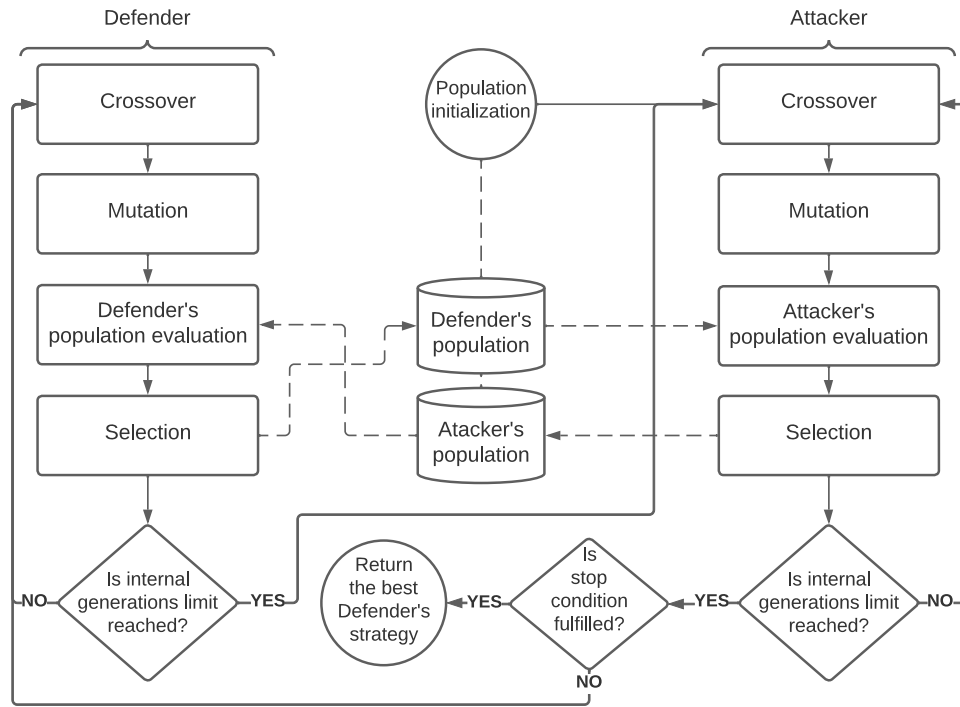 Defender
Attacker
Crossover
Population
initialization
Crossover
Mutation
Mutation
Defender's
population evaluation
Defender's
population
Attacker's
population evaluation
Selection
Atacker's
population
Selection
Is internal
generations limit
reached?
NO
YES
Return
the best
Defender's
strategy
YES
Is
stop
condition
fulfilled?
NO
YES
Is internal
generations limit
reached?
NO